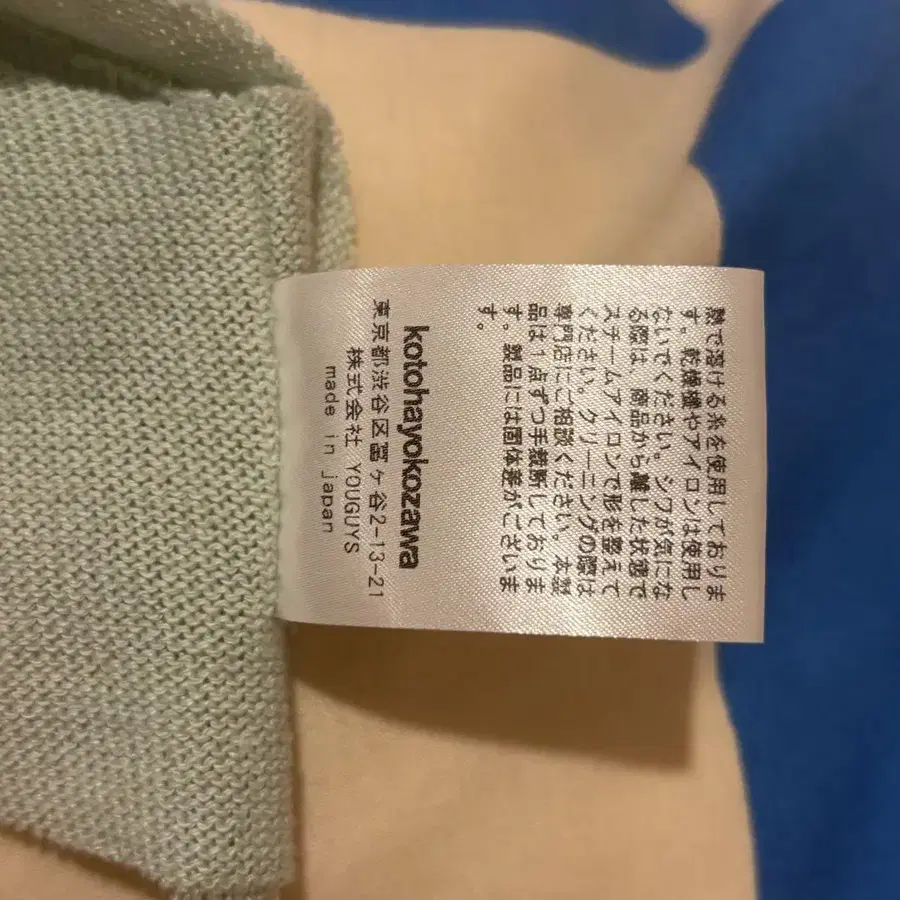 熱で溶ける糸を使用しておりま
す。乾燥機やアイロンは使用し
ないでください。シワが気にな
る際は、商品から離した状態で
スチームアイロンで形を整えて
ください。クリーニングの際は
専門店にご相談ください。本製
品は1点ずつ手裁断しておりま
す。製品には固体差がございま
す。
kotohayokozawa
東京都渋谷区富ヶ谷2-13-21
株式会社 YOUGUYS
made in japan